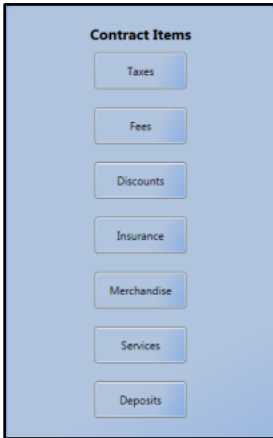 Contract Items
Taxes
Fees
Discounts
Insurance
Merchandise
Services
Deposits